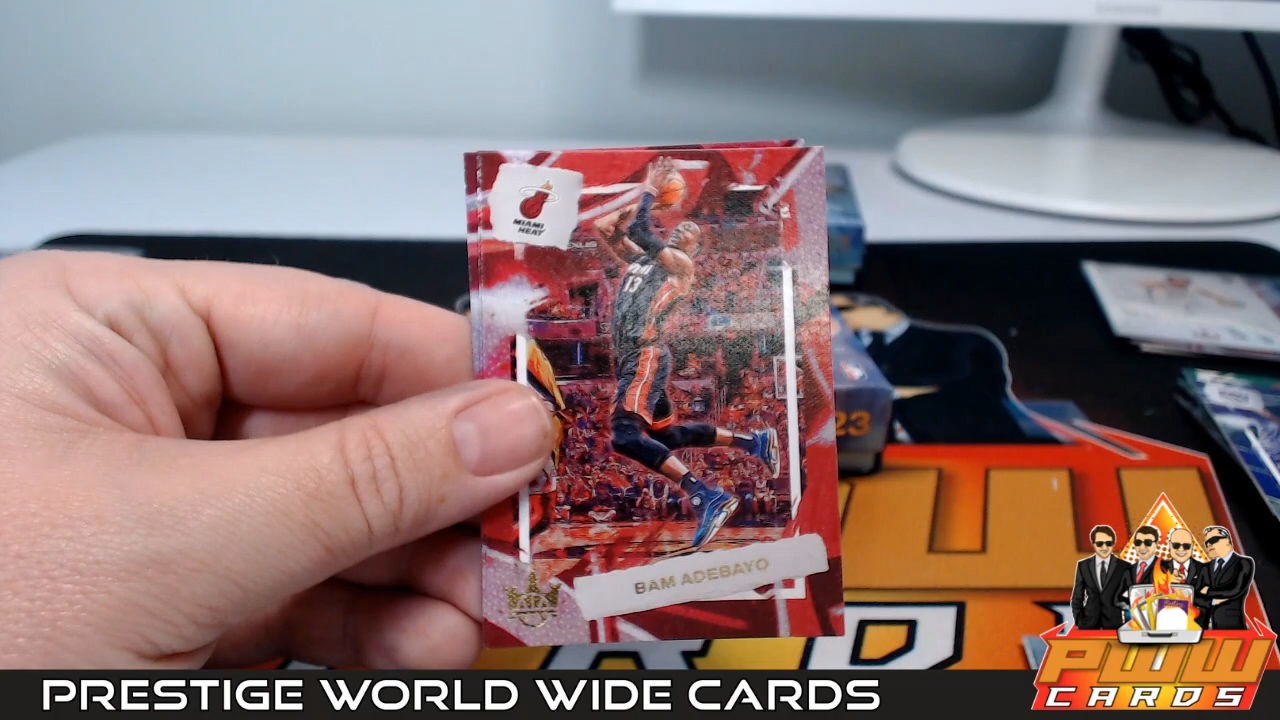 MIAMI
HEAT
13
BAM ADEBAYO
23
PRESTIGE WORLD WIDE CARDS
PWW
CARDS